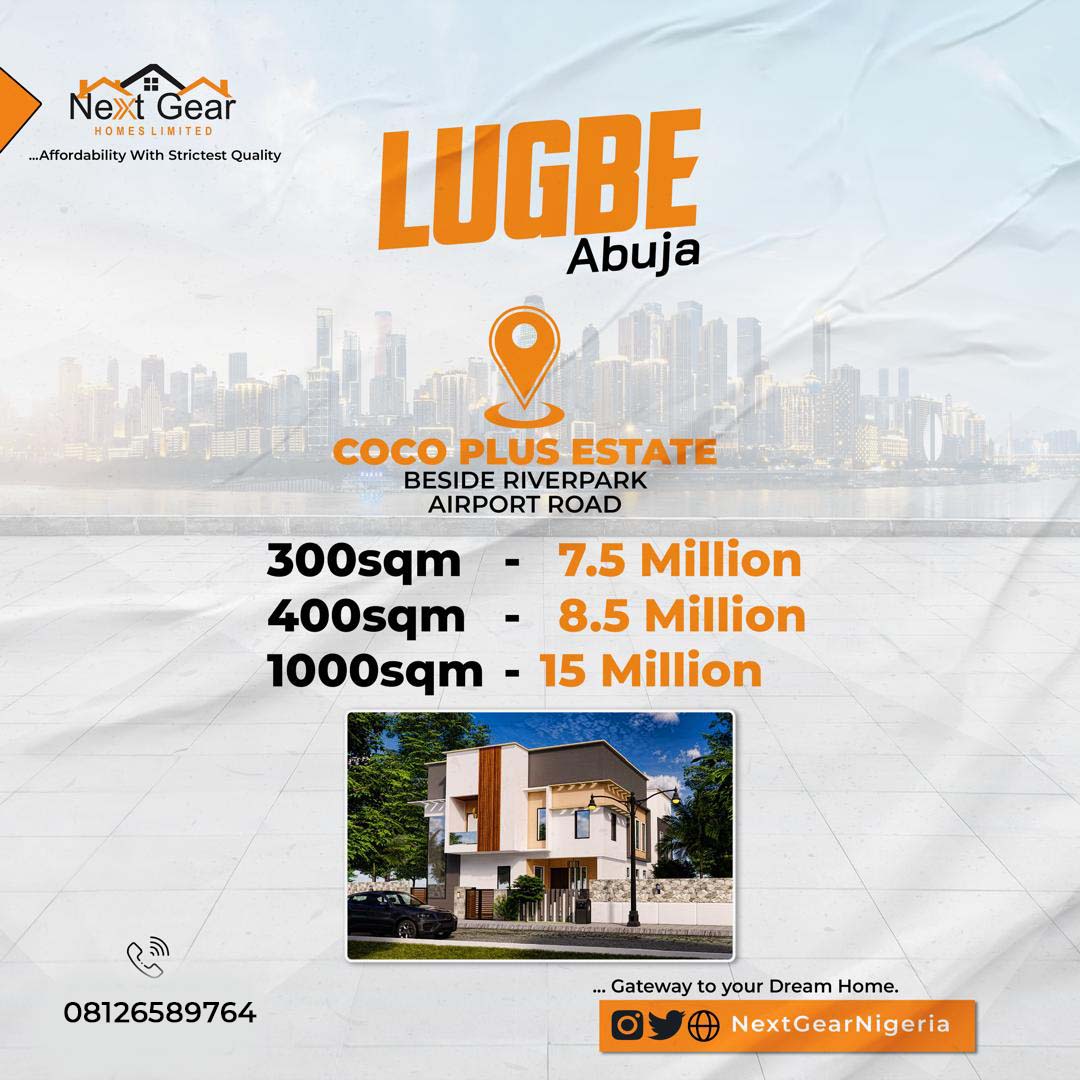 Next Gear
HOMES LIMITED
...Affordability With Strictest Quality
LUGBE
Abuja
COCO PLUS ESTATE
BESIDE RIVERPARK
AIRPORT ROAD
300sqm - 7.5 Million
400sqm - 8.5 Million
1000sqm - 15 Million
08126589764
... Gateway to your Dream Home.
NextGearNigeria